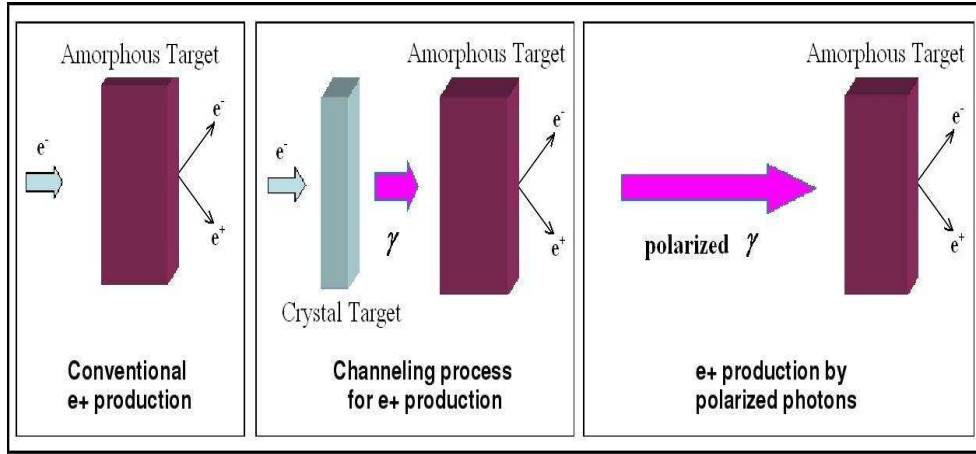 Amorphous Target
e-
e-
e+
Conventional
e+ production
Amorphous Target
e-
e-
γ
e+
Crystal Target
Channeling process
for e+ production
Amorphous Target
e-
polarized γ
e+
e+ production by
polarized photons